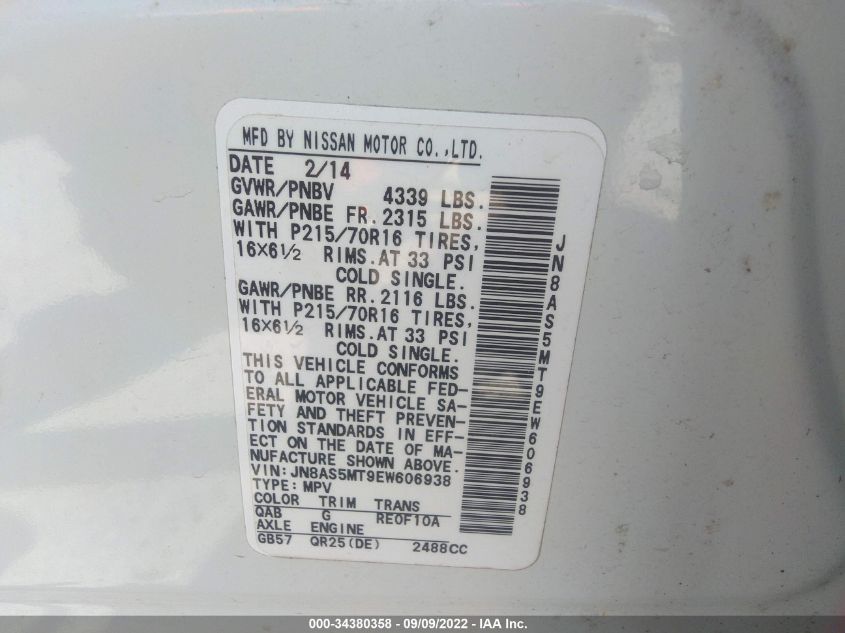 MFD BY NISSAN MOTOR CO.,LTD.
DATE 2/14
GVWR/PNBV 4339 LBS.
GAWR/PNBE FR. 2315 LBS.
WITH P215/70R16 TIRES,
16X6½ RIMS. AT 33 PSI
COLD SINGLE.
GAWR/PNBE RR. 2116 LBS.
WITH P215/70R16 TIRES,
16X6½ RIMS. AT 33 PSI
COLD SINGLE.
THIS VEHICLE CONFORMS
TO ALL APPLICABLE FED-
ERAL MOTOR VEHICLE SA-
FETY AND THEFT PREVEN-
TION STANDARDS IN EFF-
ECT ON THE DATE OF MA-
NUFACTURE SHOWN ABOVE.
VIN: JN8AS5MT9EW606938
TYPE: MPV
COLOR TRIM TRANS
QAB G RE0F10A
AXLE ENGINE
GB57 QR25(DE) 2488CC
JN8AS5MT9EW606938
000-34380358 - 09/09/2022 - IAA Inc.